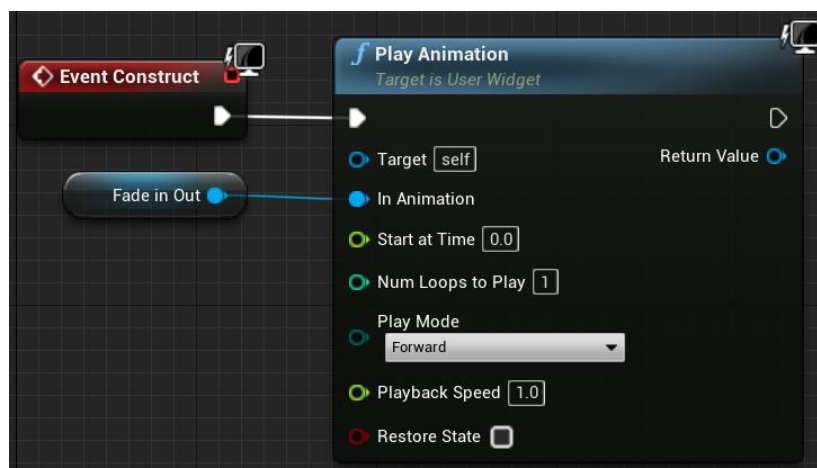 Event Construct
f Play Animation
Target is User Widget
Target self
Return Value
Fade in Out
In Animation
Start at Time 0.0
Num Loops to Play 1
Play Mode
Forward
Playback Speed 1.0
Restore State